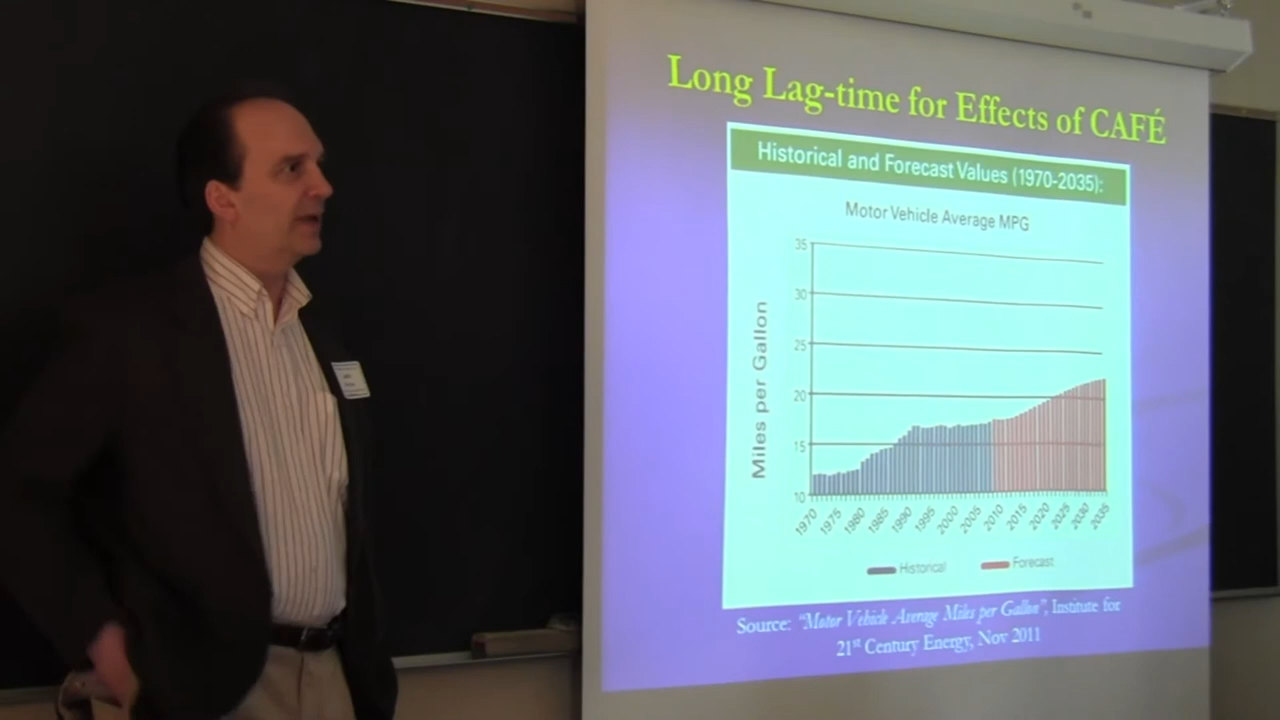 Long Lag-time for Effects of CAFÉ
Historical and Forecast Values (1970-2035):
Motor Vehicle Average MPG
Miles per Gallon
35
30
25
20
15
10
1970
1975
1980
1985
1990
1995
2000
2005
2010
2015
2020
2025
2030
2035
Historical
Forecast
Source: "Motor Vehicle Average Miles per Gallon", Institute for
21st Century Energy, Nov 2011